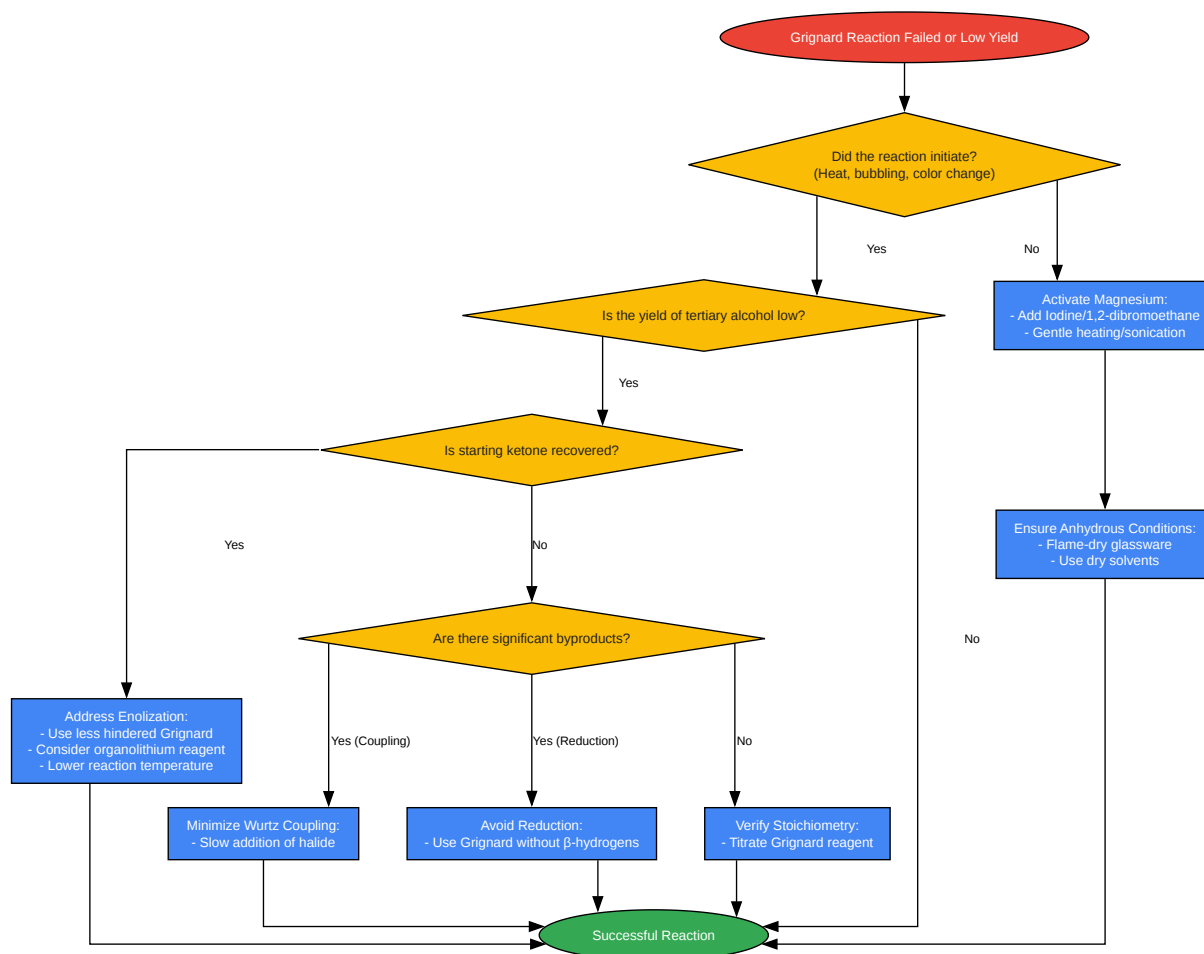 Grignard Reaction Failed or Low Yield
Did the reaction initiate?
(Heat, bubbling, color change)
Yes
No
Is the yield of tertiary alcohol low?
Activate Magnesium:
- Add Iodine/1,2-dibromoethane
- Gentle heating/sonication
Yes
Is starting ketone recovered?
Ensure Anhydrous Conditions:
- Flame-dry glassware
- Use dry solvents
Yes
No
Are there significant byproducts?
No
Address Enolization:
- Use less hindered Grignard
- Consider organolithium reagent
- Lower reaction temperature
Yes (Coupling)
Yes (Reduction)
No
Minimize Wurtz Coupling:
- Slow addition of halide
Avoid Reduction:
- Use Grignard without β-hydrogens
Verify Stoichiometry:
- Titrate Grignard reagent
Successful Reaction